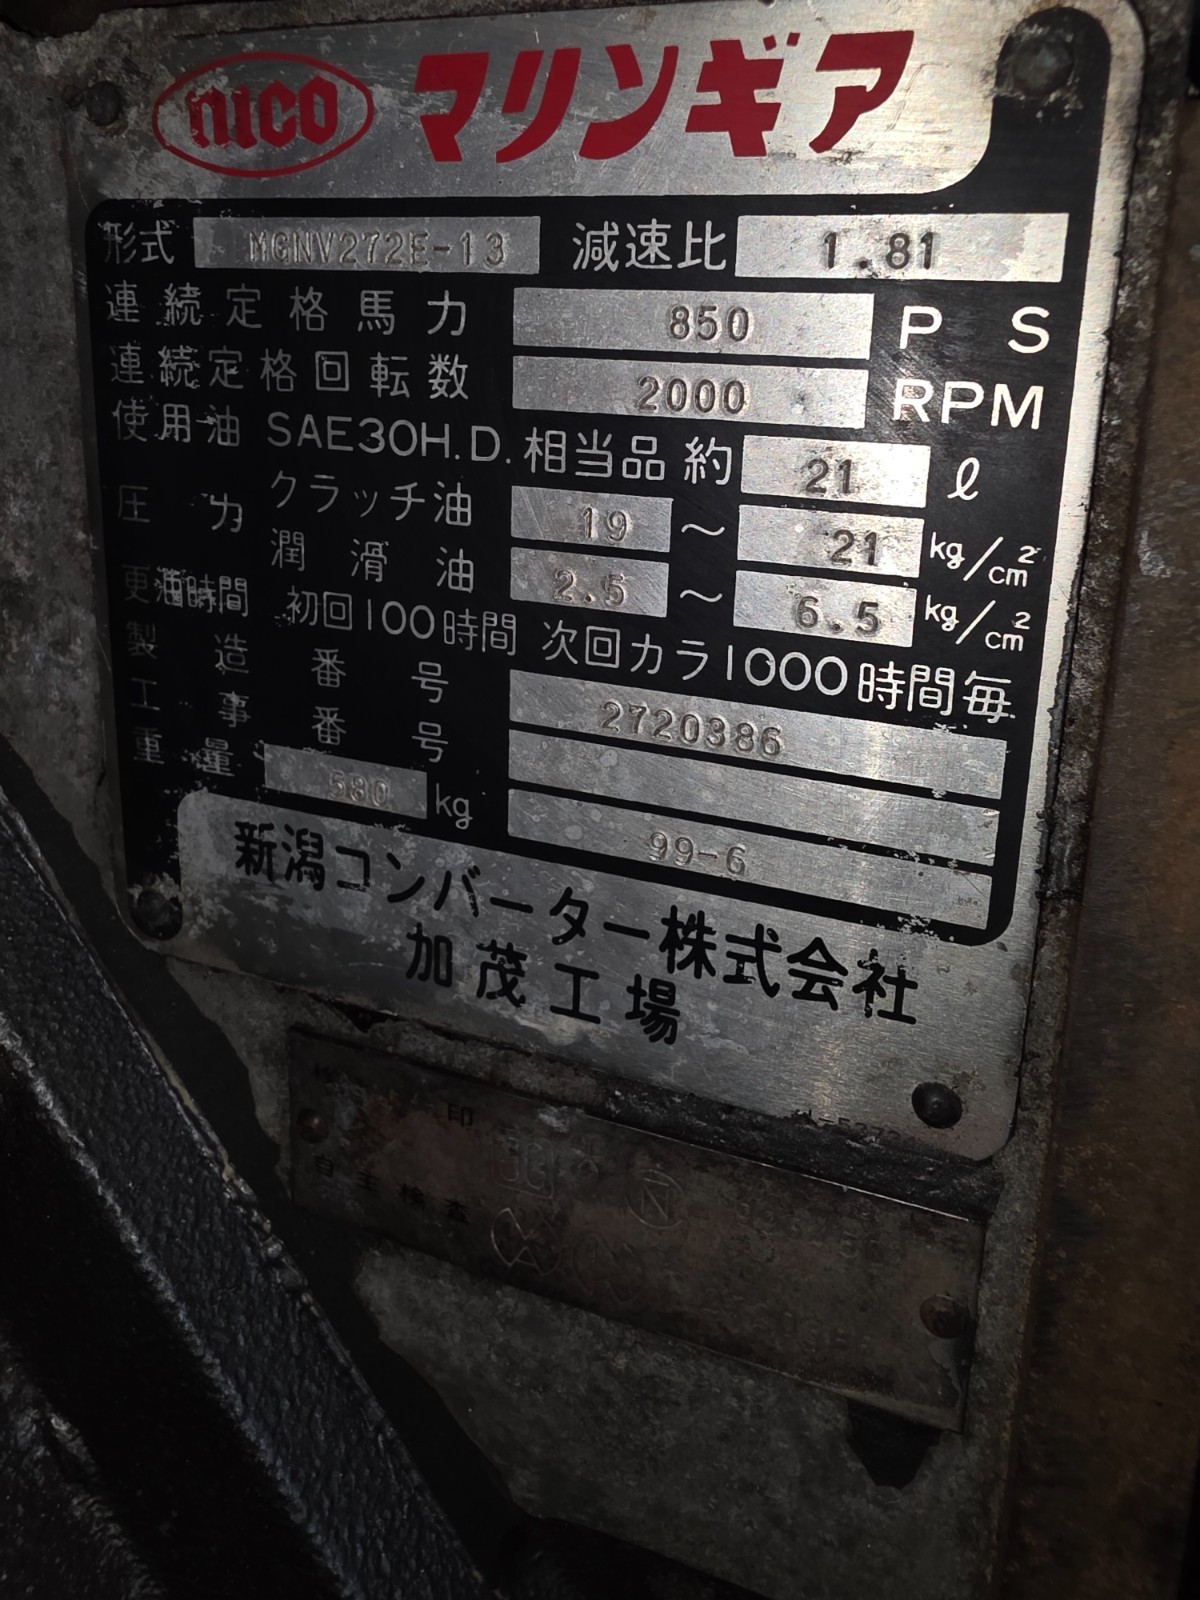 nico マリンギア
形式 MGNV272E-13 減速比 1.81
連続定格馬力 850 PS
連続定格回転数 2000 RPM
使用油 SAE30H.D.相当品 約 21 ℓ
圧力 クラッチ油 19 ～ 21 kg/cm²
潤滑油 2.5 ～ 6.5 kg/cm²
更油時間 初回100時間 次回カラ1000時間毎
製造番号 2720386
工事番号
重量 580 kg 99-6
新潟コンバーター株式会社
加茂工場
印
自主検査